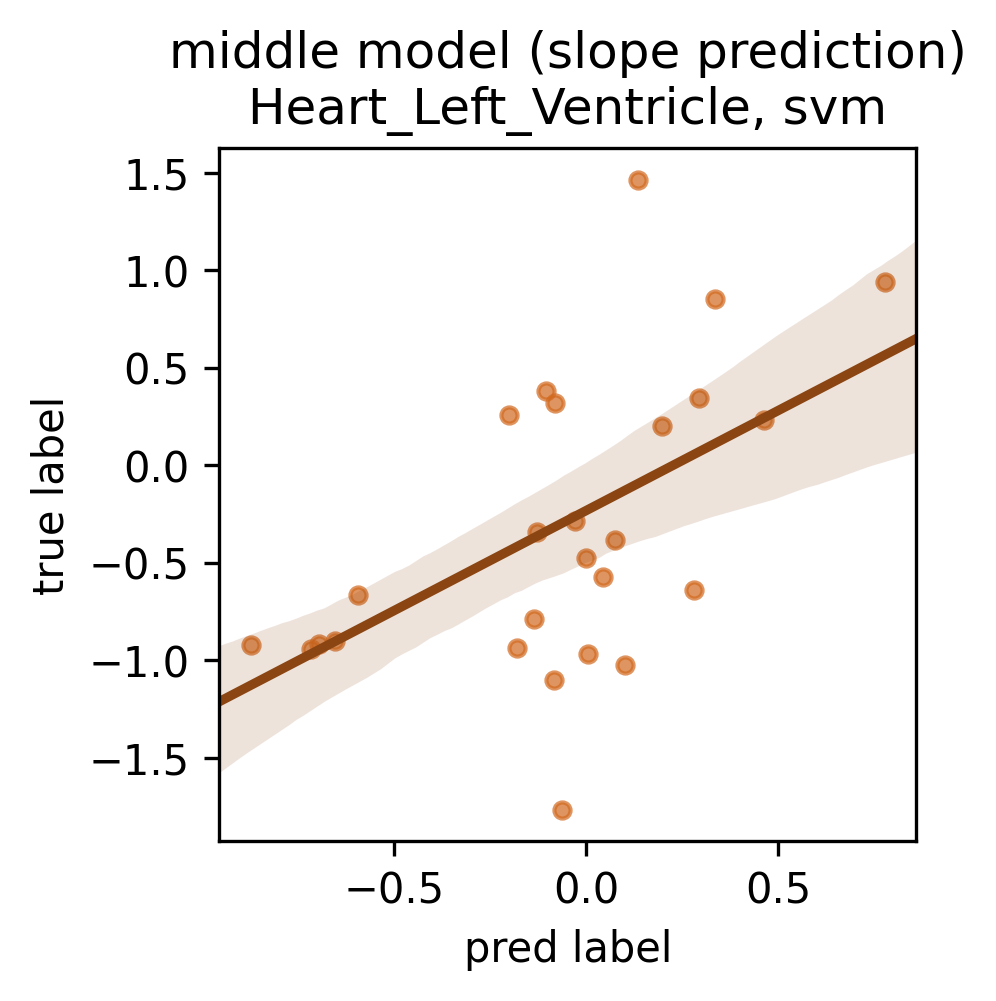 middle model (slope prediction)
Heart_Left_Ventricle, svm
1.5
1.0
0.5
0.0
−0.5
−1.0
−1.5
true label
−0.5 0.0 0.5
pred label